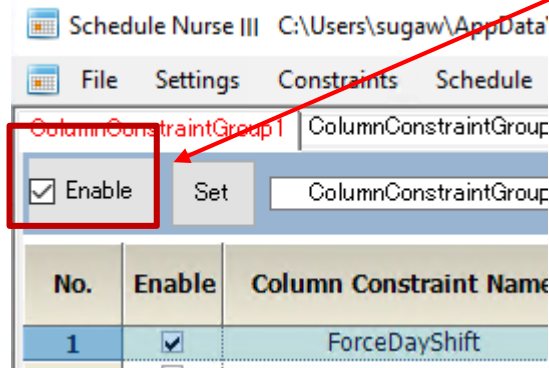 Schedule Nurse III C:\Users\sugaw\AppData\
File Settings Constraints Schedule
ColumnConstraintGroup1 ColumnConstraintGroup
Enable Set ColumnConstraintGroup
No. Enable Column Constraint Name
1 ForceDayShift